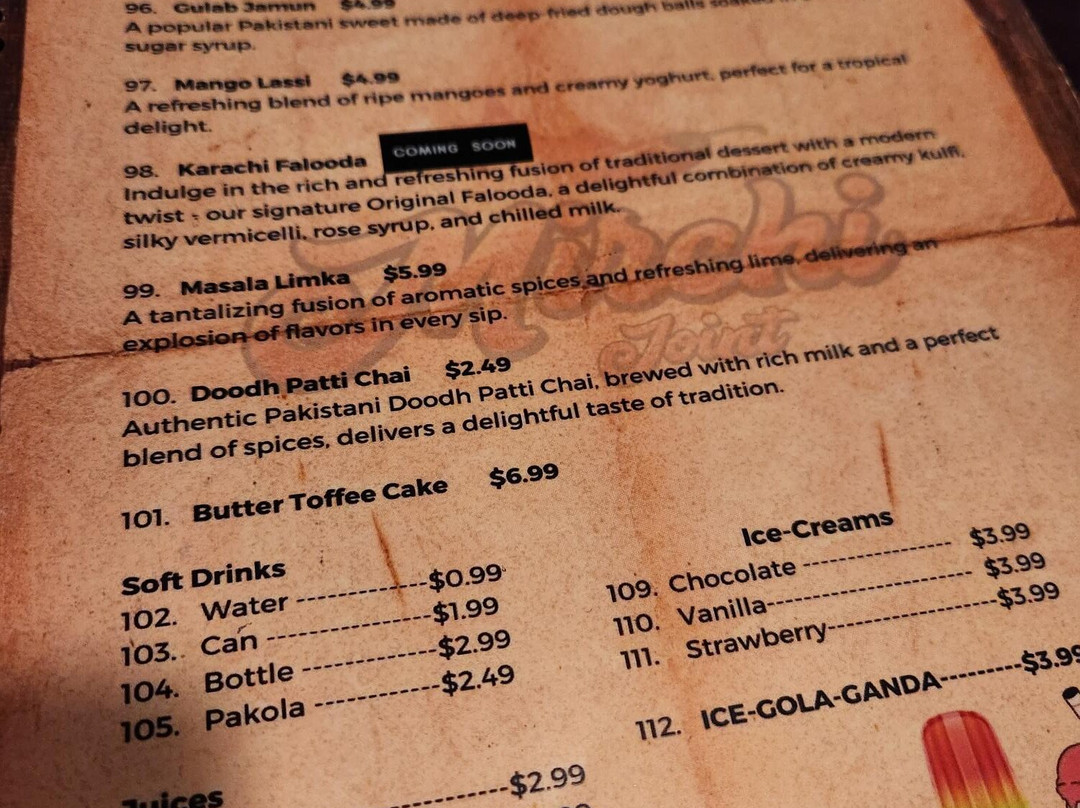 96. Gulab Jamun $4.99
A popular Pakistani sweet made of deep-fried dough balls soaked in
sugar syrup.
97. Mango Lassi $4.99
A refreshing blend of ripe mangoes and creamy yoghurt, perfect for a tropical
delight.
98. Karachi Falooda COMING SOON
Indulge in the rich and refreshing fusion of traditional dessert with a modern
twist - our signature Original Falooda, a delightful combination of creamy kulfi,
silky vermicelli, rose syrup, and chilled milk.
Mirchi
Joint
99. Masala Limka $5.99
A tantalizing fusion of aromatic spices and refreshing lime, delivering an
explosion of flavors in every sip.
100. Doodh Patti Chai $2.49
Authentic Pakistani Doodh Patti Chai, brewed with rich milk and a perfect
blend of spices, delivers a delightful taste of tradition.
101. Butter Toffee Cake $6.99
Soft Drinks
102. Water ------------- $0.99
103. Can ---------------- $1.99
104. Bottle ------------- $2.99
105. Pakola ------------ $2.49
Juices
------------- $2.99
Ice-Creams
109. Chocolate ---------------- $3.99
110. Vanilla---------------------- $3.99
111. Strawberry------------------ $3.99
112. ICE-GOLA-GANDA--------- $3.99